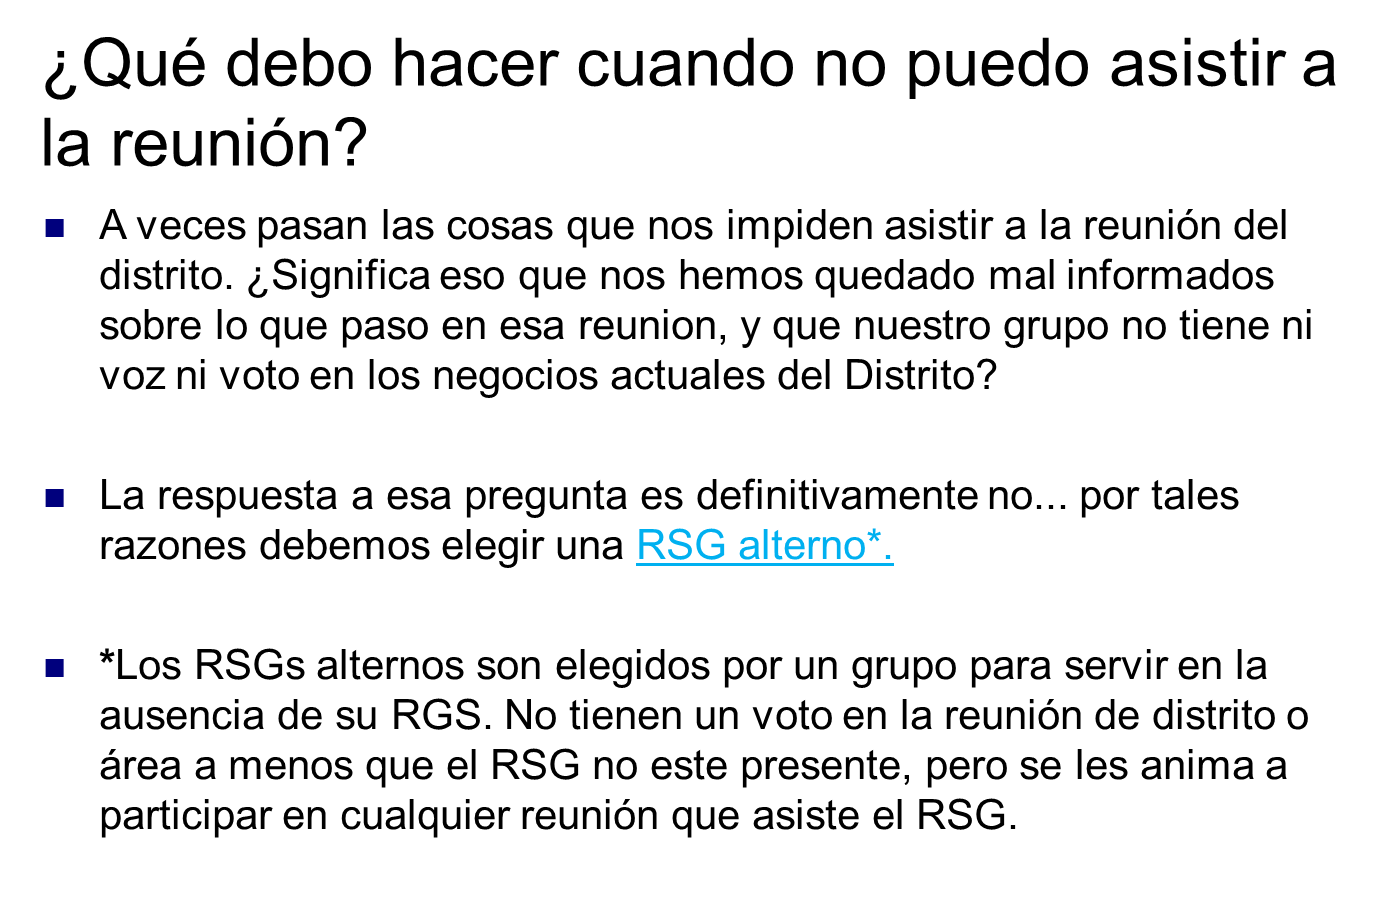 ¿Qué debo hacer cuando no puedo asistir a
la reunión?
A veces pasan las cosas que nos impiden asistir a la reunión del
distrito. ¿Significa eso que nos hemos quedado mal informados
sobre lo que paso en esa reunion, y que nuestro grupo no tiene ni
voz ni voto en los negocios actuales del Distrito?
La respuesta a esa pregunta es definitivamente no... por tales
razones debemos elegir una RSG alterno*.
*Los RSGs alternos son elegidos por un grupo para servir en la
ausencia de su RGS. No tienen un voto en la reunión de distrito o
área a menos que el RSG no este presente, pero se les anima a
participar en cualquier reunión que asiste el RSG.